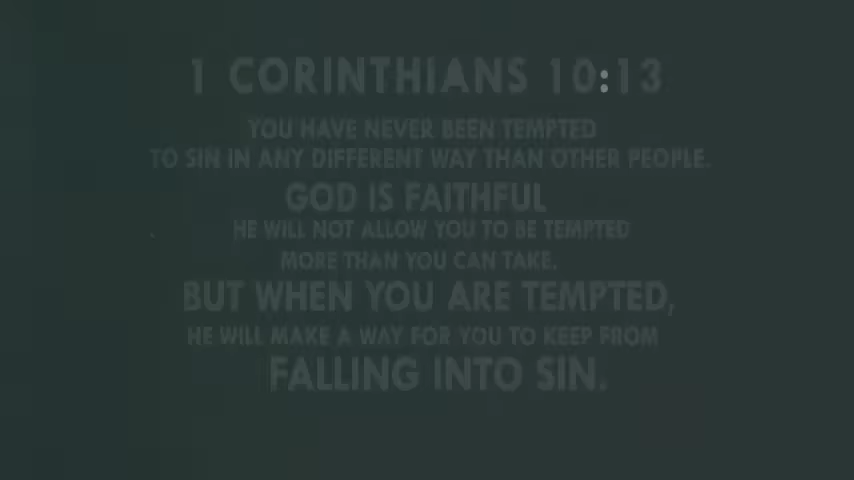 1 CORINTHIANS 10:13
YOU HAVE NEVER BEEN TEMPTED
TO SIN IN ANY DIFFERENT WAY THAN OTHER PEOPLE.
GOD IS FAITHFUL
HE WILL NOT ALLOW YOU TO BE TEMPTED
MORE THAN YOU CAN TAKE.
BUT WHEN YOU ARE TEMPTED,
HE WILL MAKE A WAY FOR YOU TO KEEP FROM
FALLING INTO SIN.